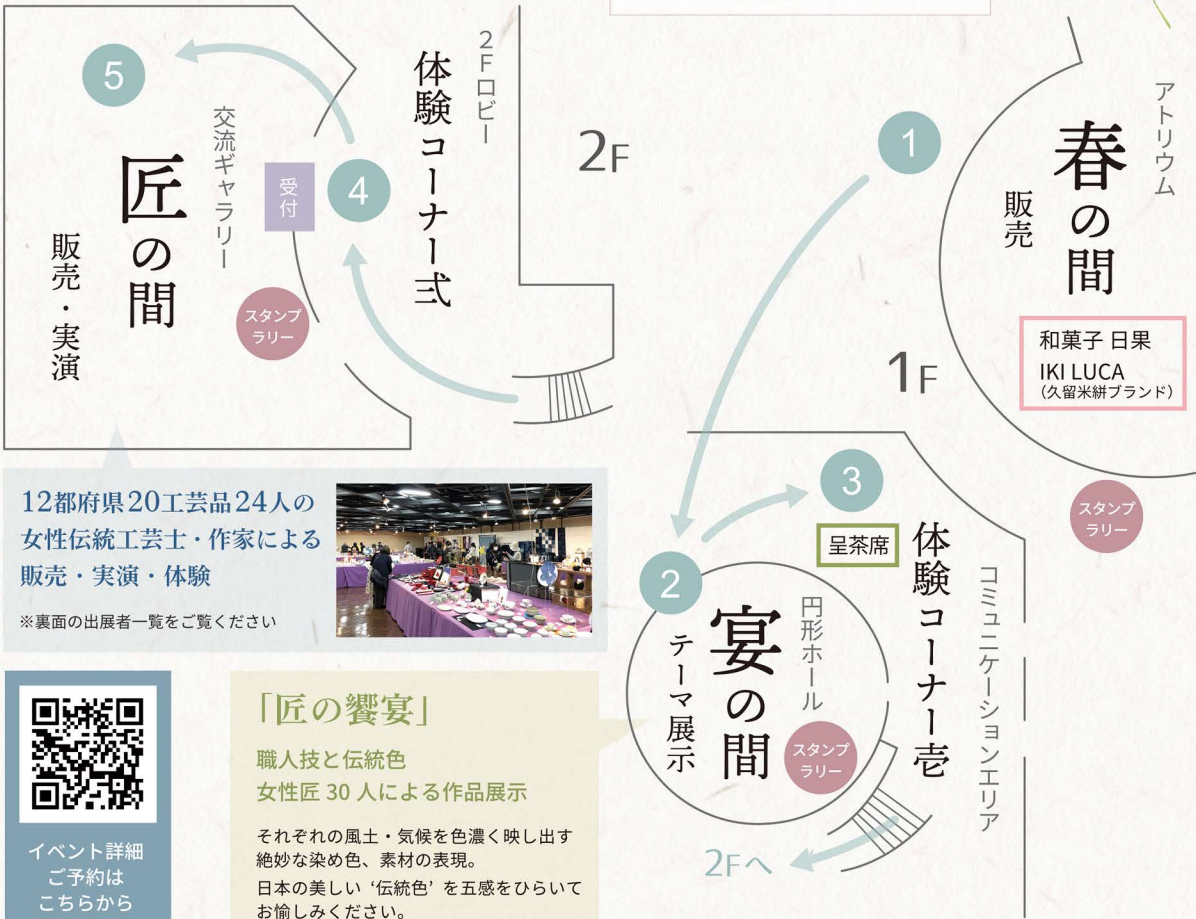 5
匠の間
販売・実演
交流ギャラリー
受付
スタンプ
ラリー
4
体験コーナー弐
2Fロビー
2F
1
春の間
販売
アトリウム
和菓子 日果
IKI LUCA
（久留米絣ブランド）
スタンプ
ラリー
1F
3
呈茶席
体験コーナー壱
コミュニケーションエリア
2
宴の間
テーマ展示
円形ホール
スタンプ
ラリー
2Fへ
12都府県20工芸品24人の
女性伝統工芸士・作家による
販売・実演・体験
※裏面の出展者一覧をご覧ください
イベント詳細
ご予約は
こちらから
「匠の饗宴」
職人技と伝統色
女性匠 30 人による作品展示
それぞれの風土・気候を色濃く映し出す
絶妙な染め色、素材の表現。
日本の美しい ‘伝統色’ を五感をひらいて
お愉しみください。